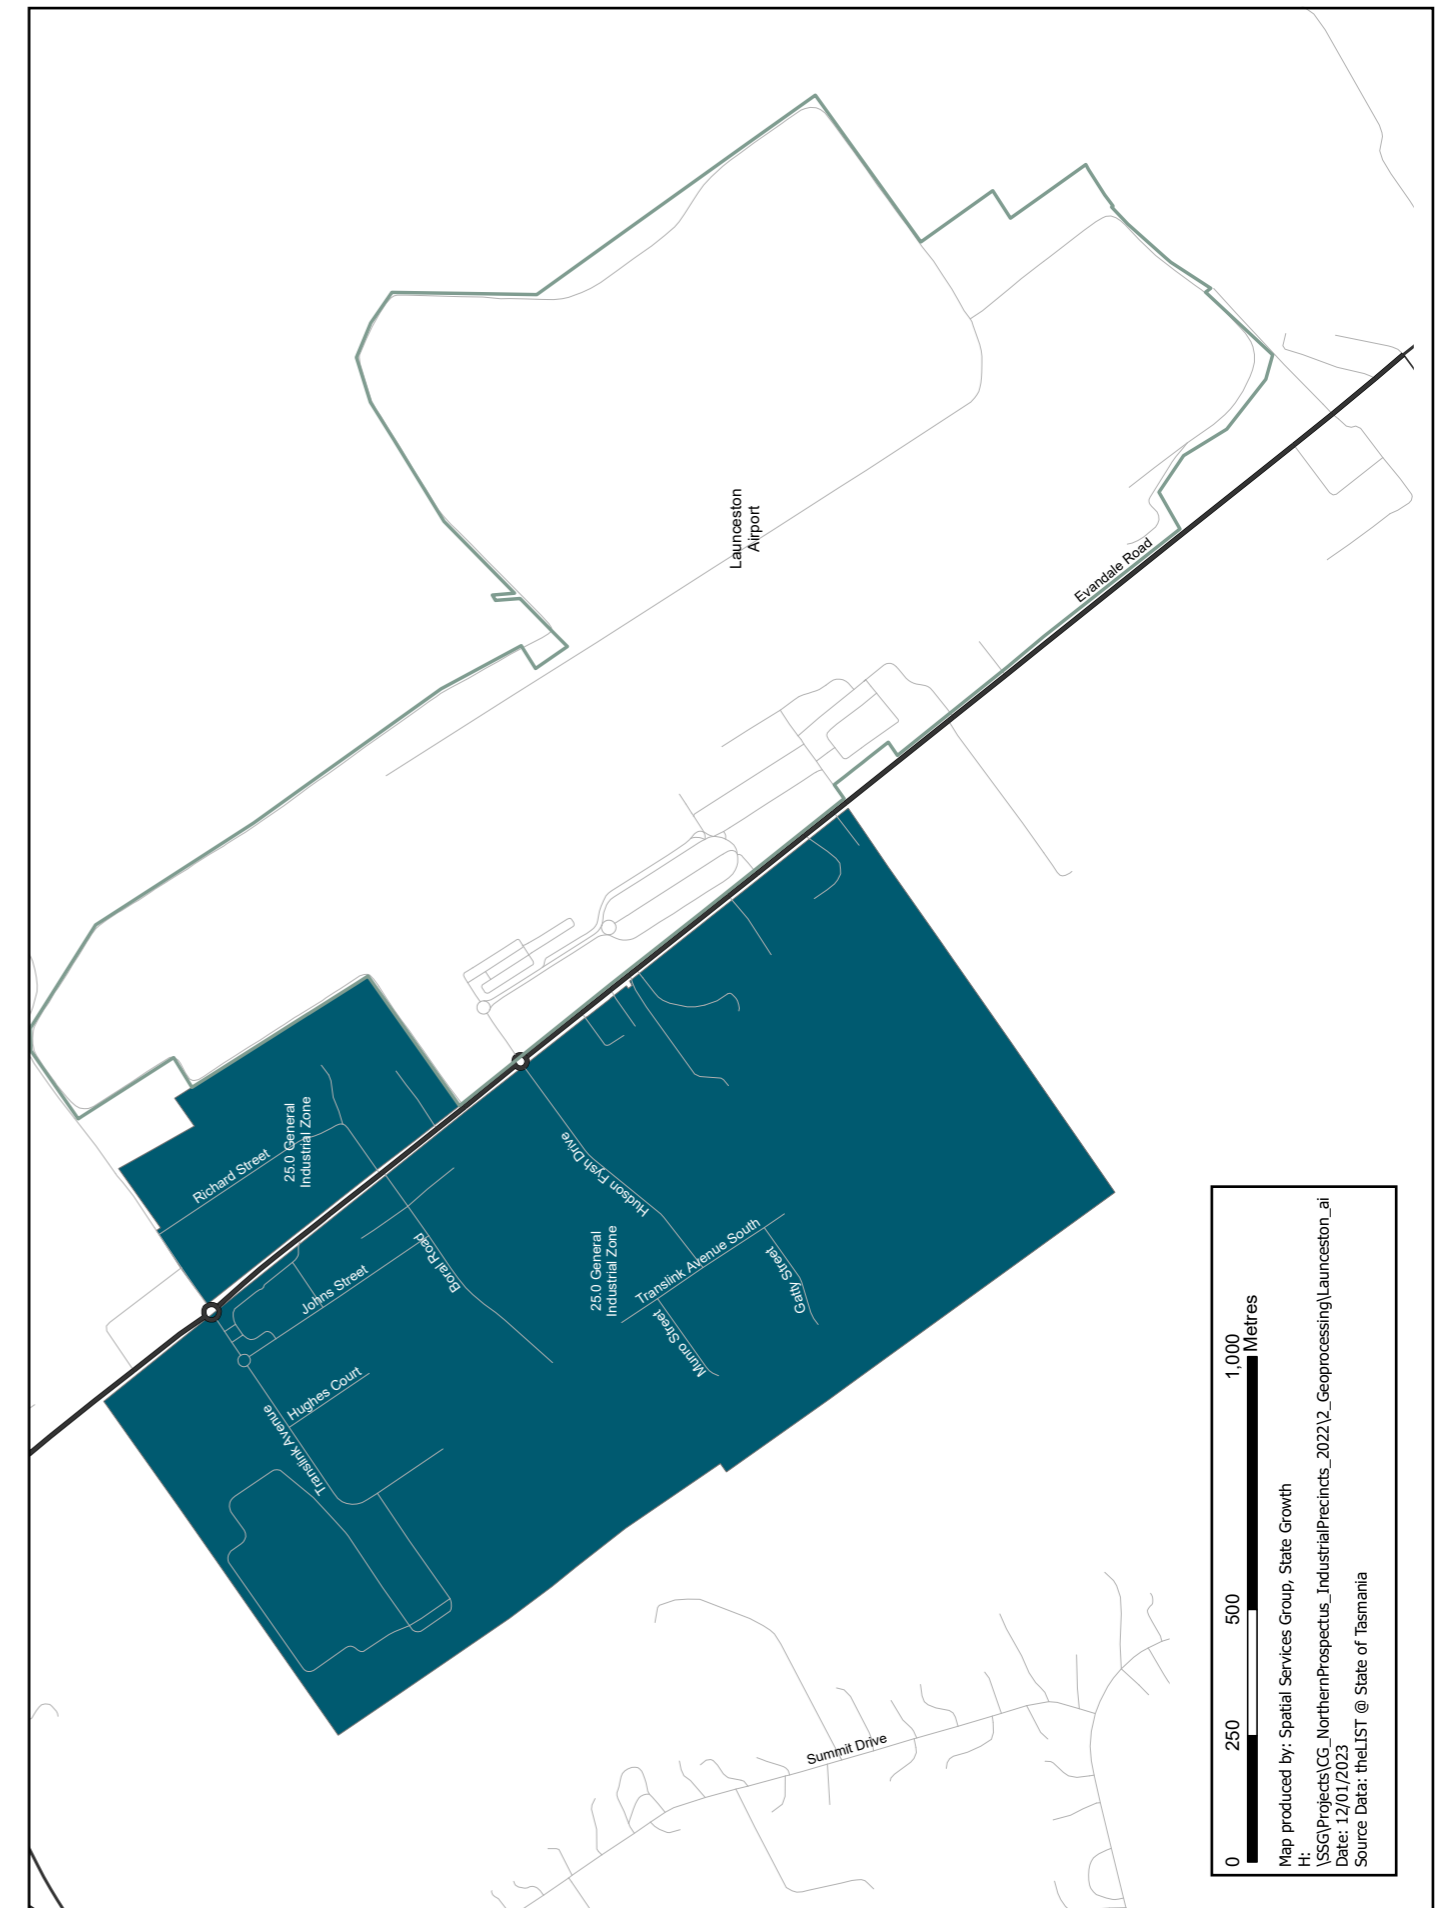 Launceston
Airport
Evandale Road
Richard Street
25.0 General
Industrial Zone
Johns Street
Boral Road
Hudson Fysh Drive
25.0 General
Industrial Zone
Translink Avenue South
Gatty Street
Munro Street
Hughes Court
Translink Avenue
Summit Drive
0 250 500 1,000
Metres
Map produced by: Spatial Services Group, State Growth
H:
\SSG\Projects\CG_NorthernProspectus_IndustrialPrecincts_2022\2_Geoprocessing\Launceston_ai
Date: 12/01/2023
Source Data: theLIST @ State of Tasmania